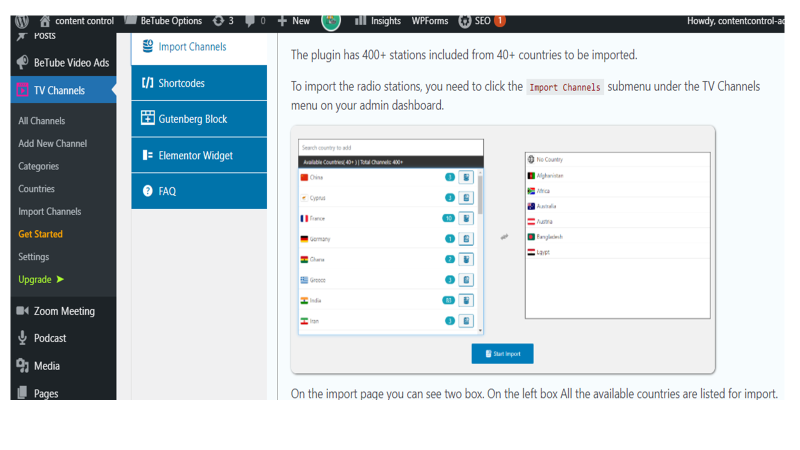 content control
BeTube Options
3
0
New
Insights
WPForms
SEO
1
Howdy, contentcontrol-ad
Posts
BeTube Video Ads
TV Channels
All Channels
Add New Channel
Categories
Countries
Import Channels
Get Started
Settings
Upgrade ➤
Zoom Meeting
Podcast
Media
Pages
Import Channels
[/] Shortcodes
Gutenberg Block
Elementor Widget
FAQ
The plugin has 400+ stations included from 40+ countries to be imported.
To import the radio stations, you need to click the Import Channels submenu under the TV Channels
menu on your admin dashboard.
Search country to add
Available Countries( 40+ ) | Total Channels: 400+
China
Cyprus
France 10
Germany
Ghana
Greece
India
Iran
No Country
Afghanistan
Africa
Australia
Austria
Bangladesh
Egypt
Start Import
On the import page you can see two box. On the left box All the available countries are listed for import.